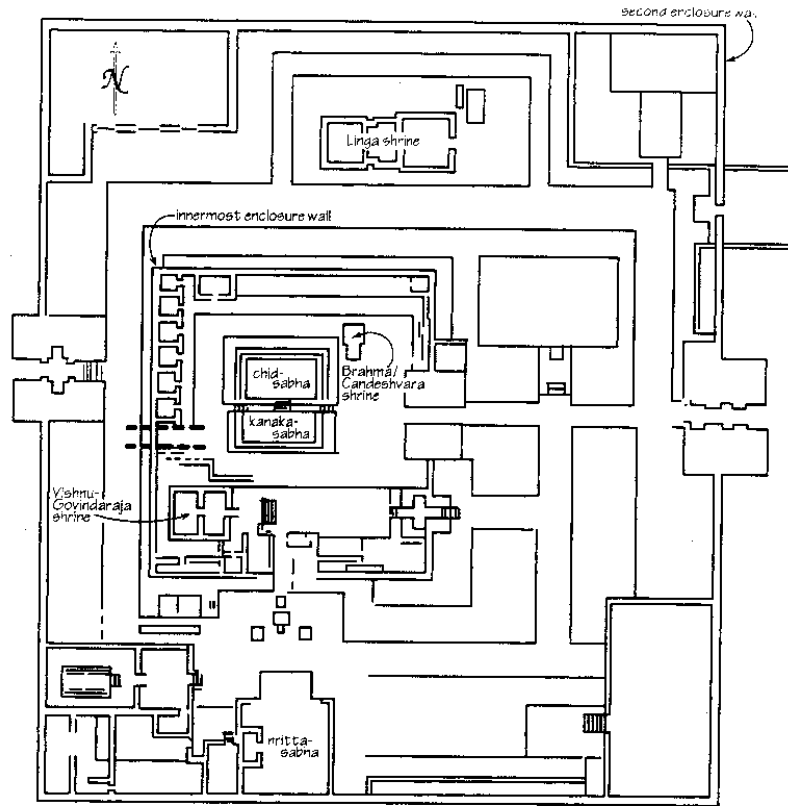 second enclosure wall
N
Linga shrine
innermost enclosure wall
chid-
sabha
Brahma/
Candeshvara
shrine
kanaka-
sabha
Vishnu-
Govindaraja
shrine
nritta-
sabha